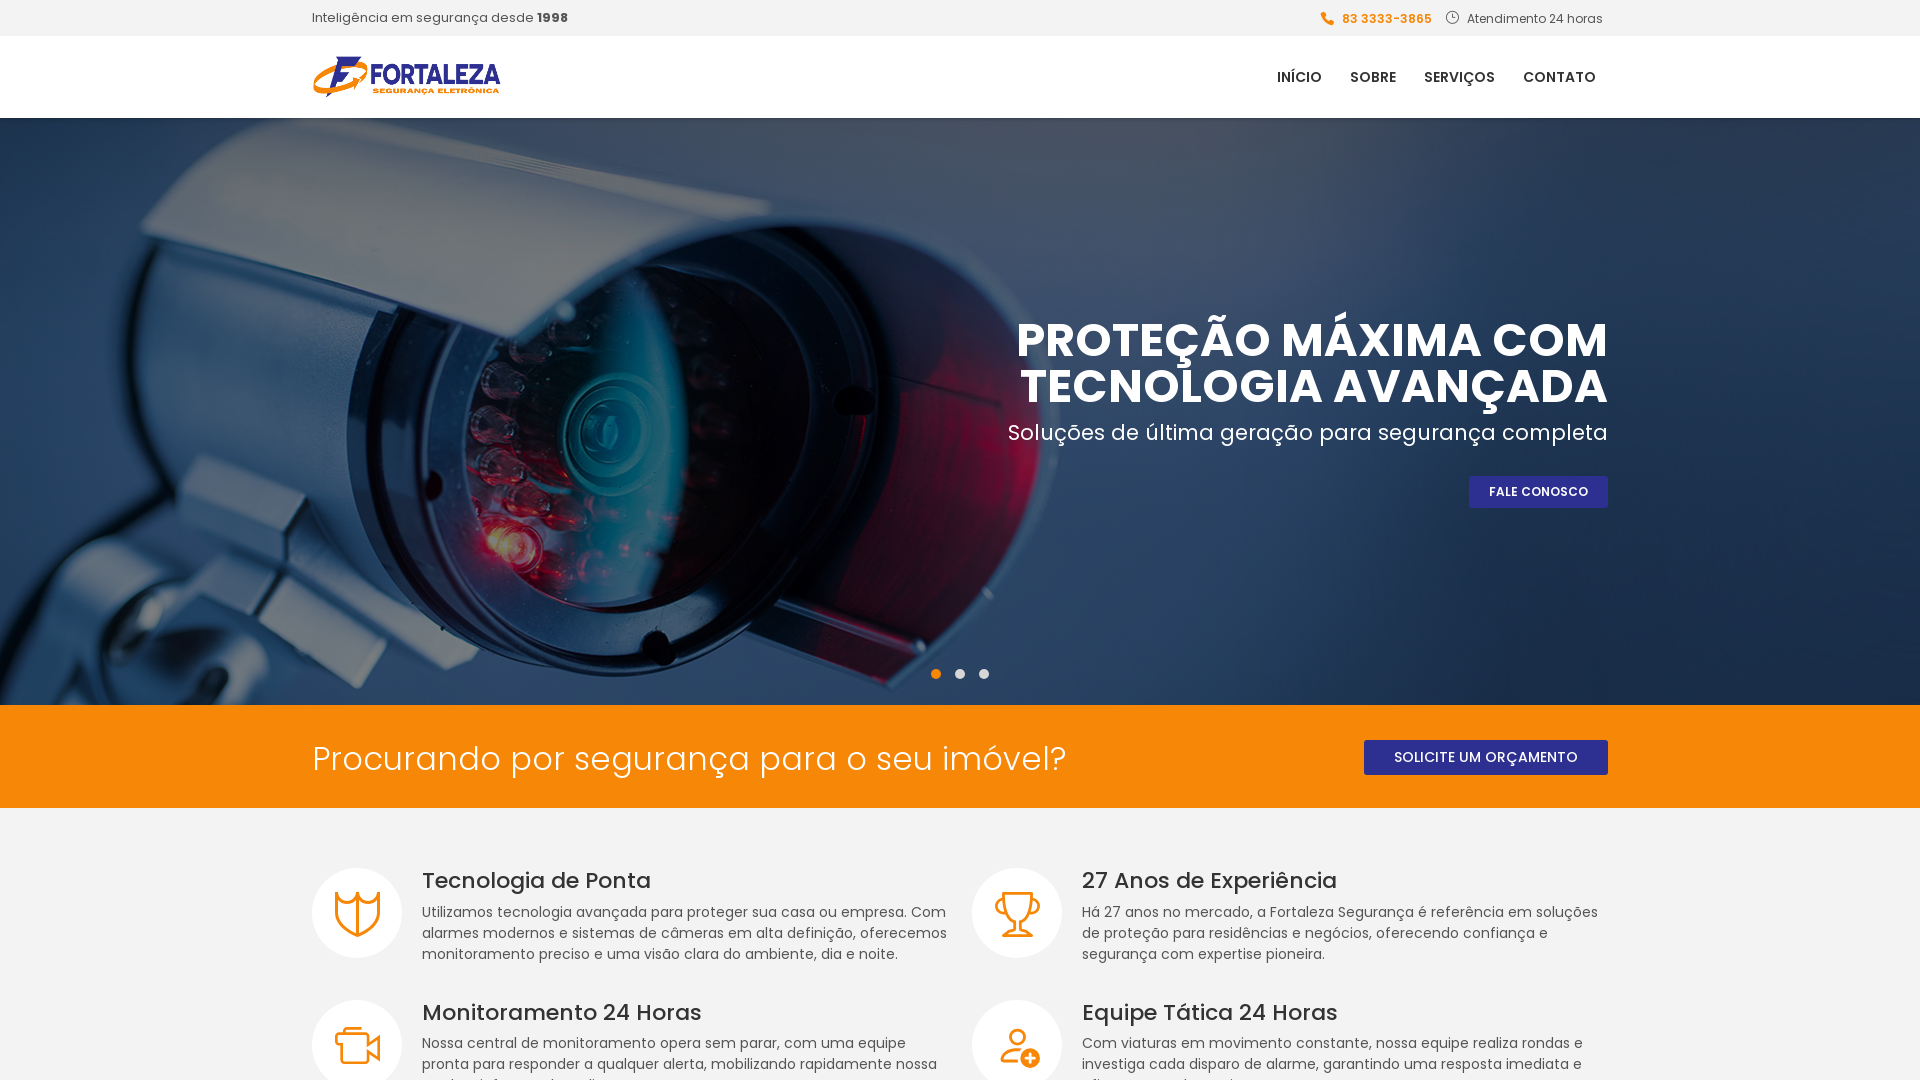 Inteligência em segurança desde 1998
83 3333-3865
Atendimento 24 horas
FORTALEZA
SEGURANÇA ELETRÔNICA
INÍCIO
SOBRE
SERVIÇOS
CONTATO
PROTEÇÃO MÁXIMA COM
TECNOLOGIA AVANÇADA
Soluções de última geração para segurança completa
FALE CONOSCO
Procurando por segurança para o seu imóvel?
SOLICITE UM ORÇAMENTO
Tecnologia de Ponta
Utilizamos tecnologia avançada para proteger sua casa ou empresa. Com
alarmes modernos e sistemas de câmeras em alta definição, oferecemos
monitoramento preciso e uma visão clara do ambiente, dia e noite.
27 Anos de Experiência
Há 27 anos no mercado, a Fortaleza Segurança é referência em soluções
de proteção para residências e negócios, oferecendo confiança e
segurança com expertise pioneira.
Monitoramento 24 Horas
Nossa central de monitoramento opera sem parar, com uma equipe
pronta para responder a qualquer alerta, mobilizando rapidamente nossa
Equipe Tática 24 Horas
Com viaturas em movimento constante, nossa equipe realiza rondas e
investiga cada disparo de alarme, garantindo uma resposta imediata e